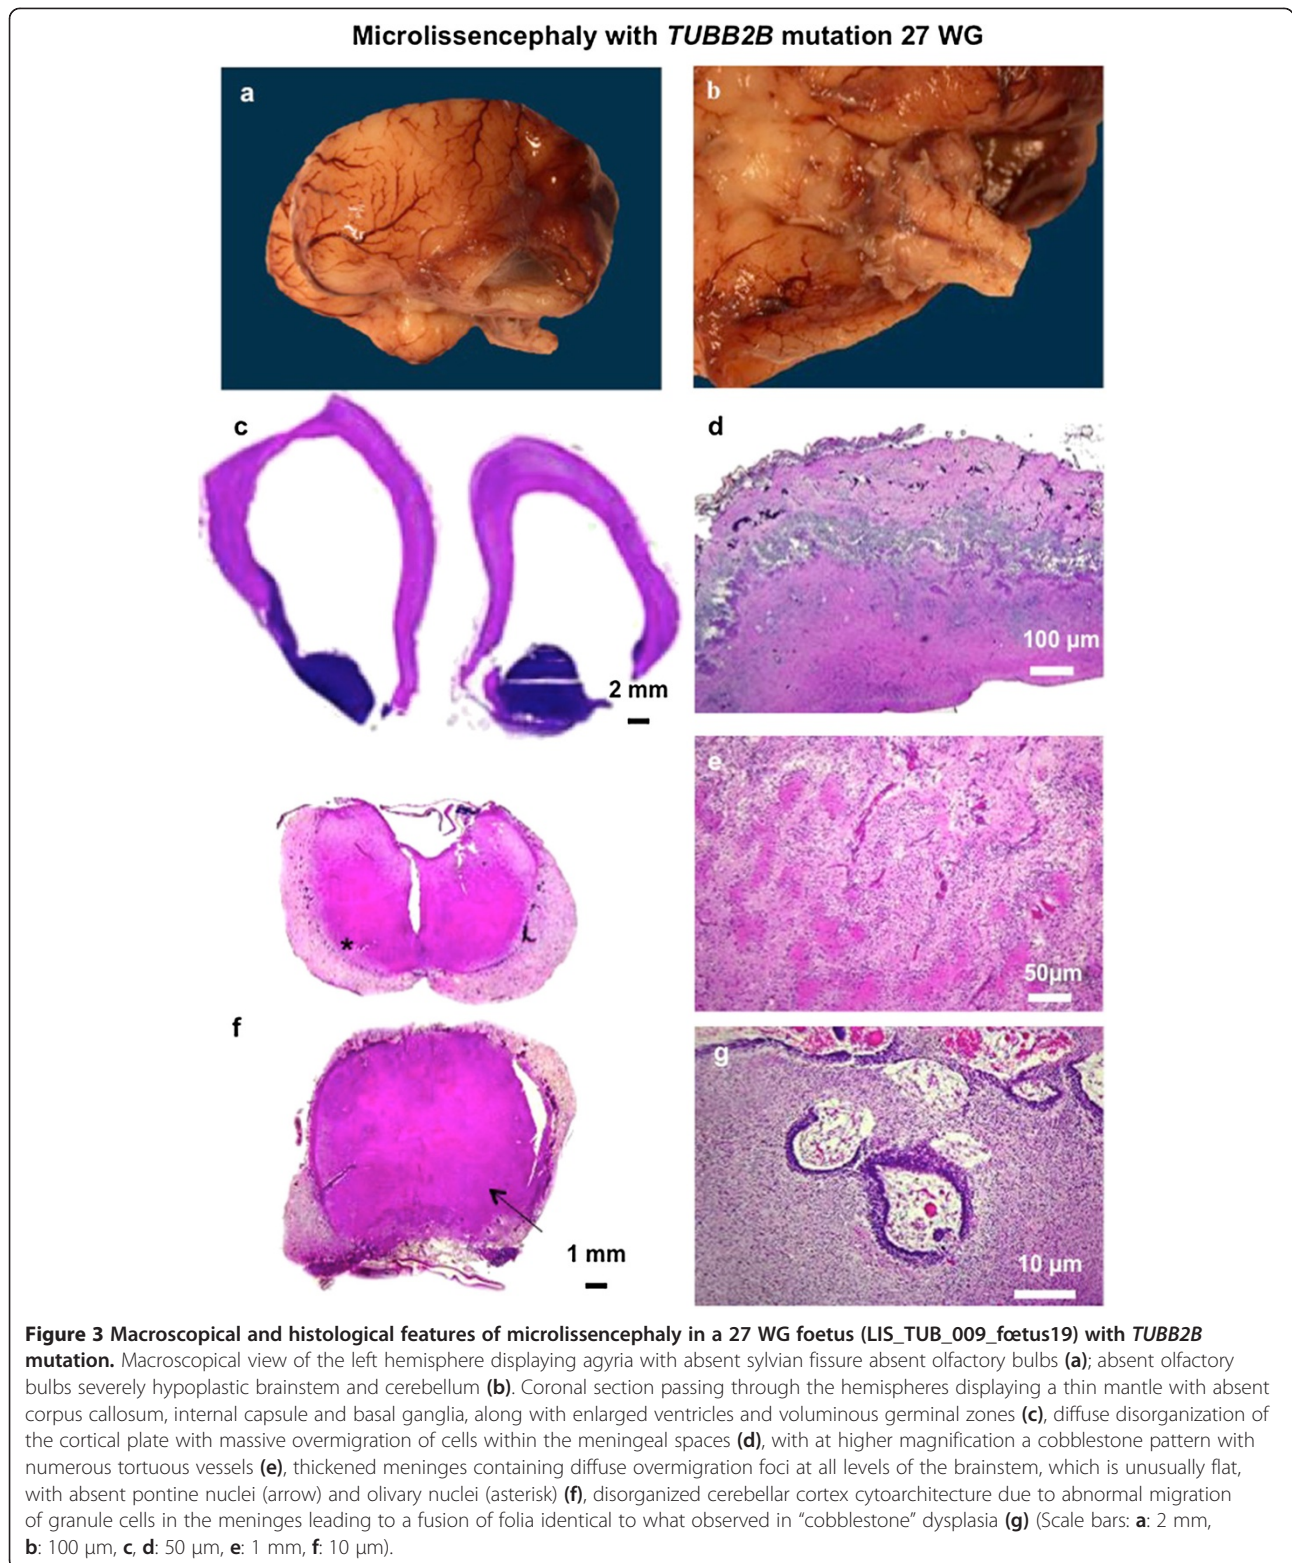 Microlissencephaly with TUBB2B mutation 27 WG
a
b
c
d
2 mm
100 µm
e
*
50µm
f
g
1 mm
10 µm
Figure 3 Macroscopical and histological features of microlissencephaly in a 27 WG foetus (LIS_TUB_009_fœtus19) with TUBB2B
mutation. Macroscopical view of the left hemisphere displaying agyria with absent sylvian fissure absent olfactory bulbs (a); absent olfactory
bulbs severely hypoplastic brainstem and cerebellum (b). Coronal section passing through the hemispheres displaying a thin mantle with absent
corpus callosum, internal capsule and basal ganglia, along with enlarged ventricles and voluminous germinal zones (c), diffuse disorganization of
the cortical plate with massive overmigration of cells within the meningeal spaces (d), with at higher magnification a cobblestone pattern with
numerous tortuous vessels (e), thickened meninges containing diffuse overmigration foci at all levels of the brainstem, which is unusually flat,
with absent pontine nuclei (arrow) and olivary nuclei (asterisk) (f), disorganized cerebellar cortex cytoarchitecture due to abnormal migration
of granule cells in the meninges leading to a fusion of folia identical to what observed in “cobblestone” dysplasia (g) (Scale bars: a: 2 mm,
b: 100 µm, c, d: 50 µm, e: 1 mm, f: 10 µm).